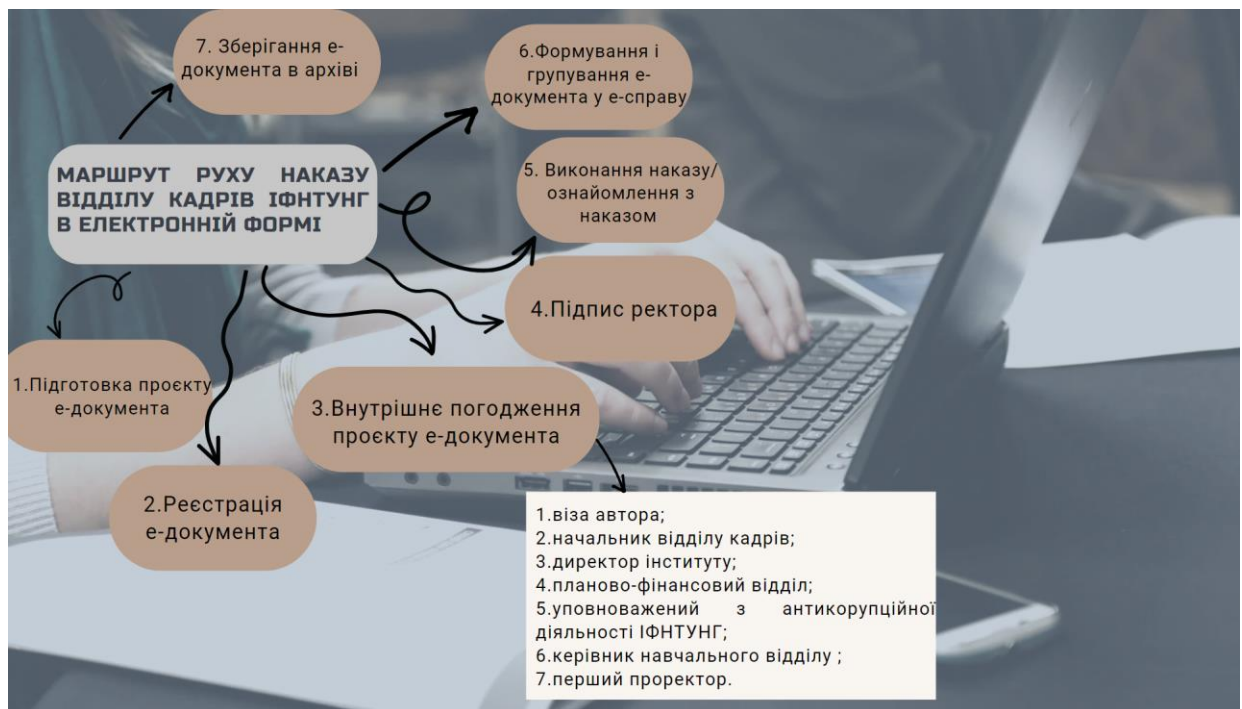 МАРШРУТ РУХУ НАКАЗУ
ВІДДІЛУ КАДРІВ ІФНТУНГ
В ЕЛЕКТРОННІЙ ФОРМІ
1.Підготовка проєкту
е-документа
2.Реєстрація
е-документа
3.Внутрішнє погодження
проєкту е-документа
1.віза автора;
2.начальник відділу кадрів;
3.директор інституту;
4.планово-фінансовий відділ;
5.уповноважений з антикорупційної
діяльності ІФНТУНГ;
6.керівник навчального відділу ;
7.перший проректор.
4.Підпис ректора
5. Виконання наказу/
ознайомлення з
наказом
6.Формування і
групування е-
документа у е-справу
7. Зберігання е-
документа в архіві